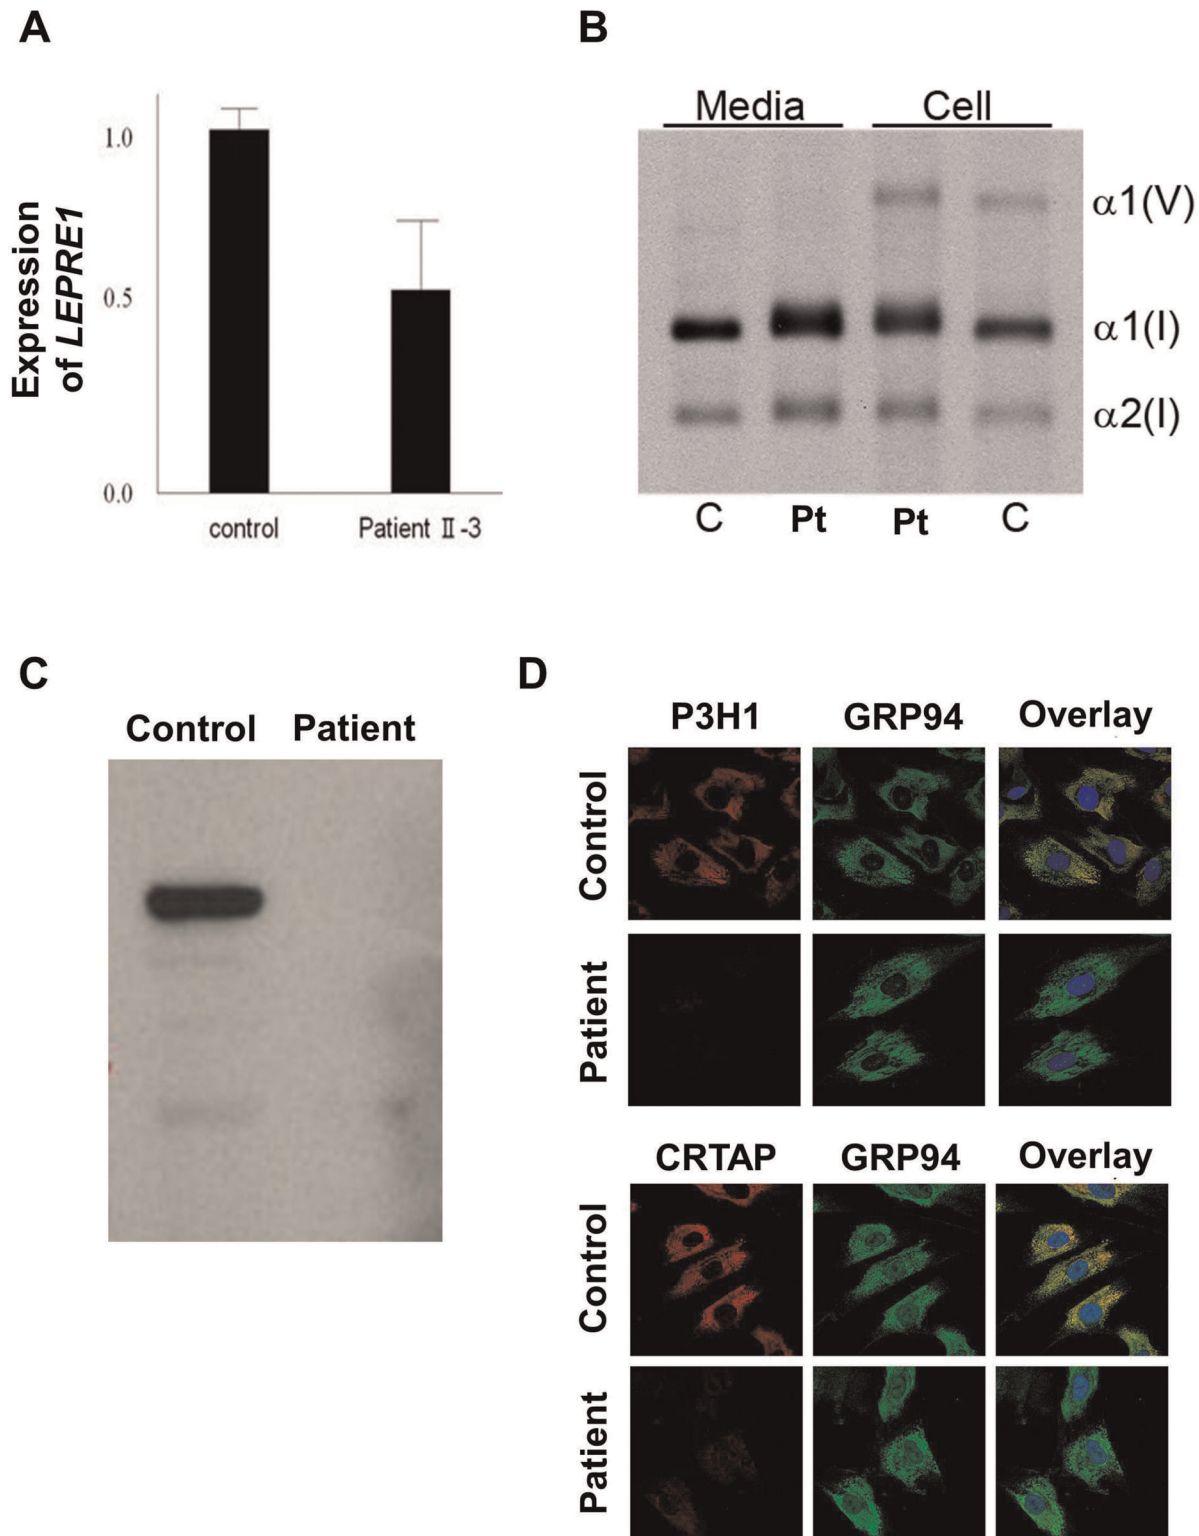 A
Expression
of LEPRE1
1.0
0.5
0.0
control
Patient Ⅱ-3
B
Media
Cell
α1(V)
α1(I)
α2(I)
C
Pt
Pt
C
C
Control
Patient
D
P3H1
GRP94
Overlay
Control
Patient
CRTAP
GRP94
Overlay
Control
Patient